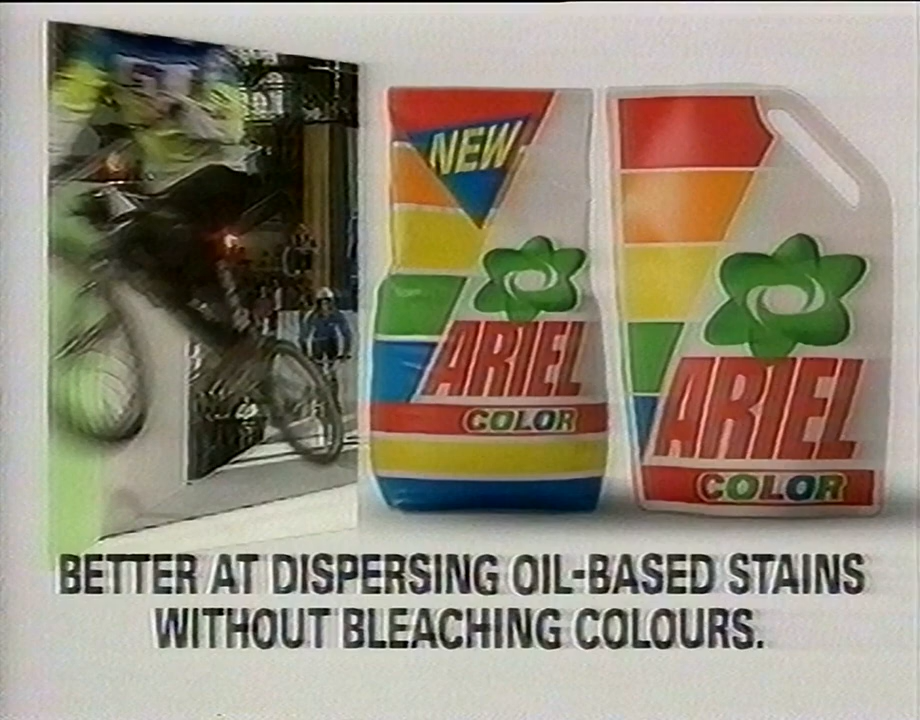 NEW
ARIEL
COLOR
ARIEL
COLOR
BETTER AT DISPERSING OIL-BASED STAINS
WITHOUT BLEACHING COLOURS.